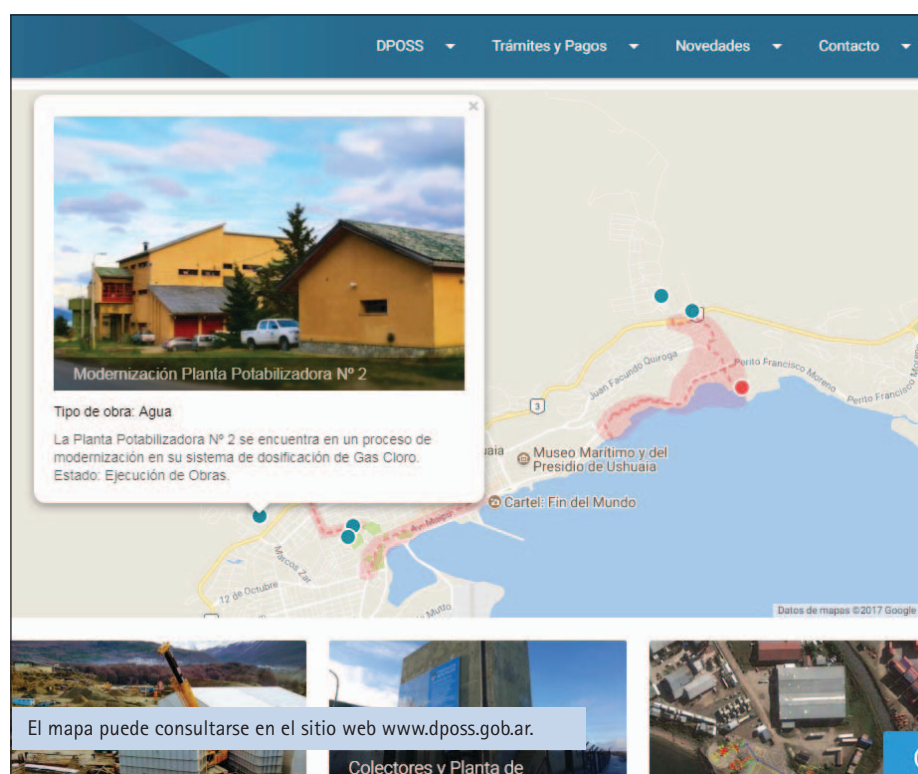 DPOSS
Trámites y Pagos
Novedades
Contacto
Modernización Planta Potabilizadora Nº 2
Tipo de obra: Agua
La Planta Potabilizadora Nº 2 se encuentra en un proceso de
modernización en su sistema de dosificación de Gas Cloro.
Estado: Ejecución de Obras.
Juan Facundo Quiroga
Perito Francisco Moreno
Perito Francisco
Moreno
3
uaia
Museo Marítimo y del
Presidio de Ushuaia
Cartel: Fin del Mundo
Av. Maipú
Marcos Zar
12 de Octubre
Datos de mapas ©2017 Google
El mapa puede consultarse en el sitio web www.dposs.gob.ar.
Colectores y Planta de